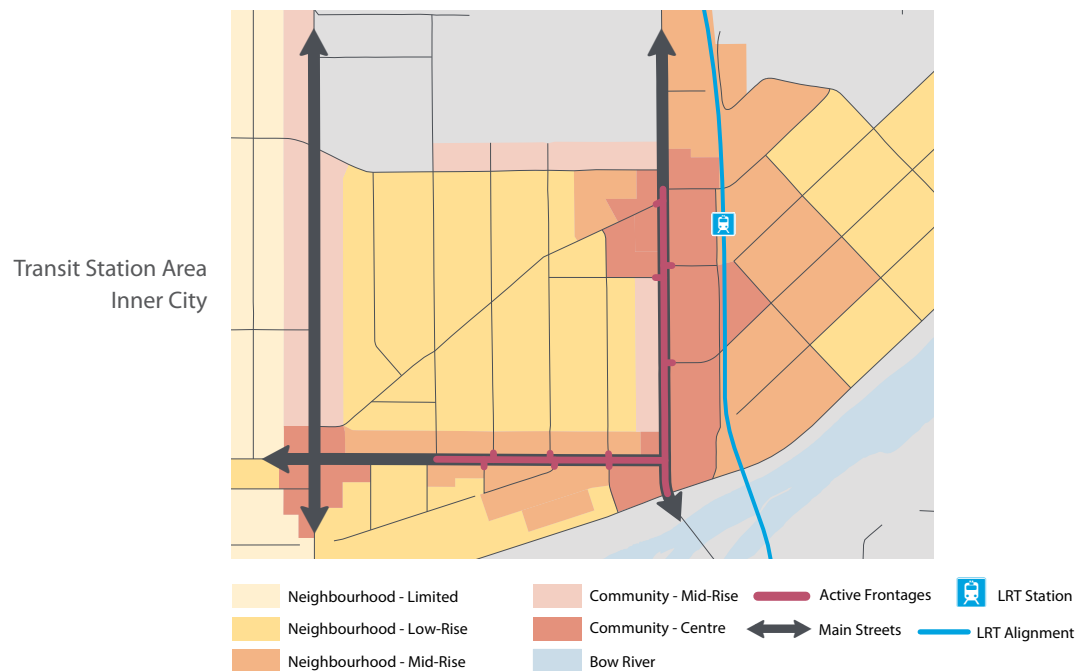 Transit Station Area
Inner City
Neighbourhood - Limited
Neighbourhood - Low-Rise
Neighbourhood - Mid-Rise
Community - Mid-Rise
Community - Centre
Bow River
Active Frontages
Main Streets
LRT Station
LRT Alignment